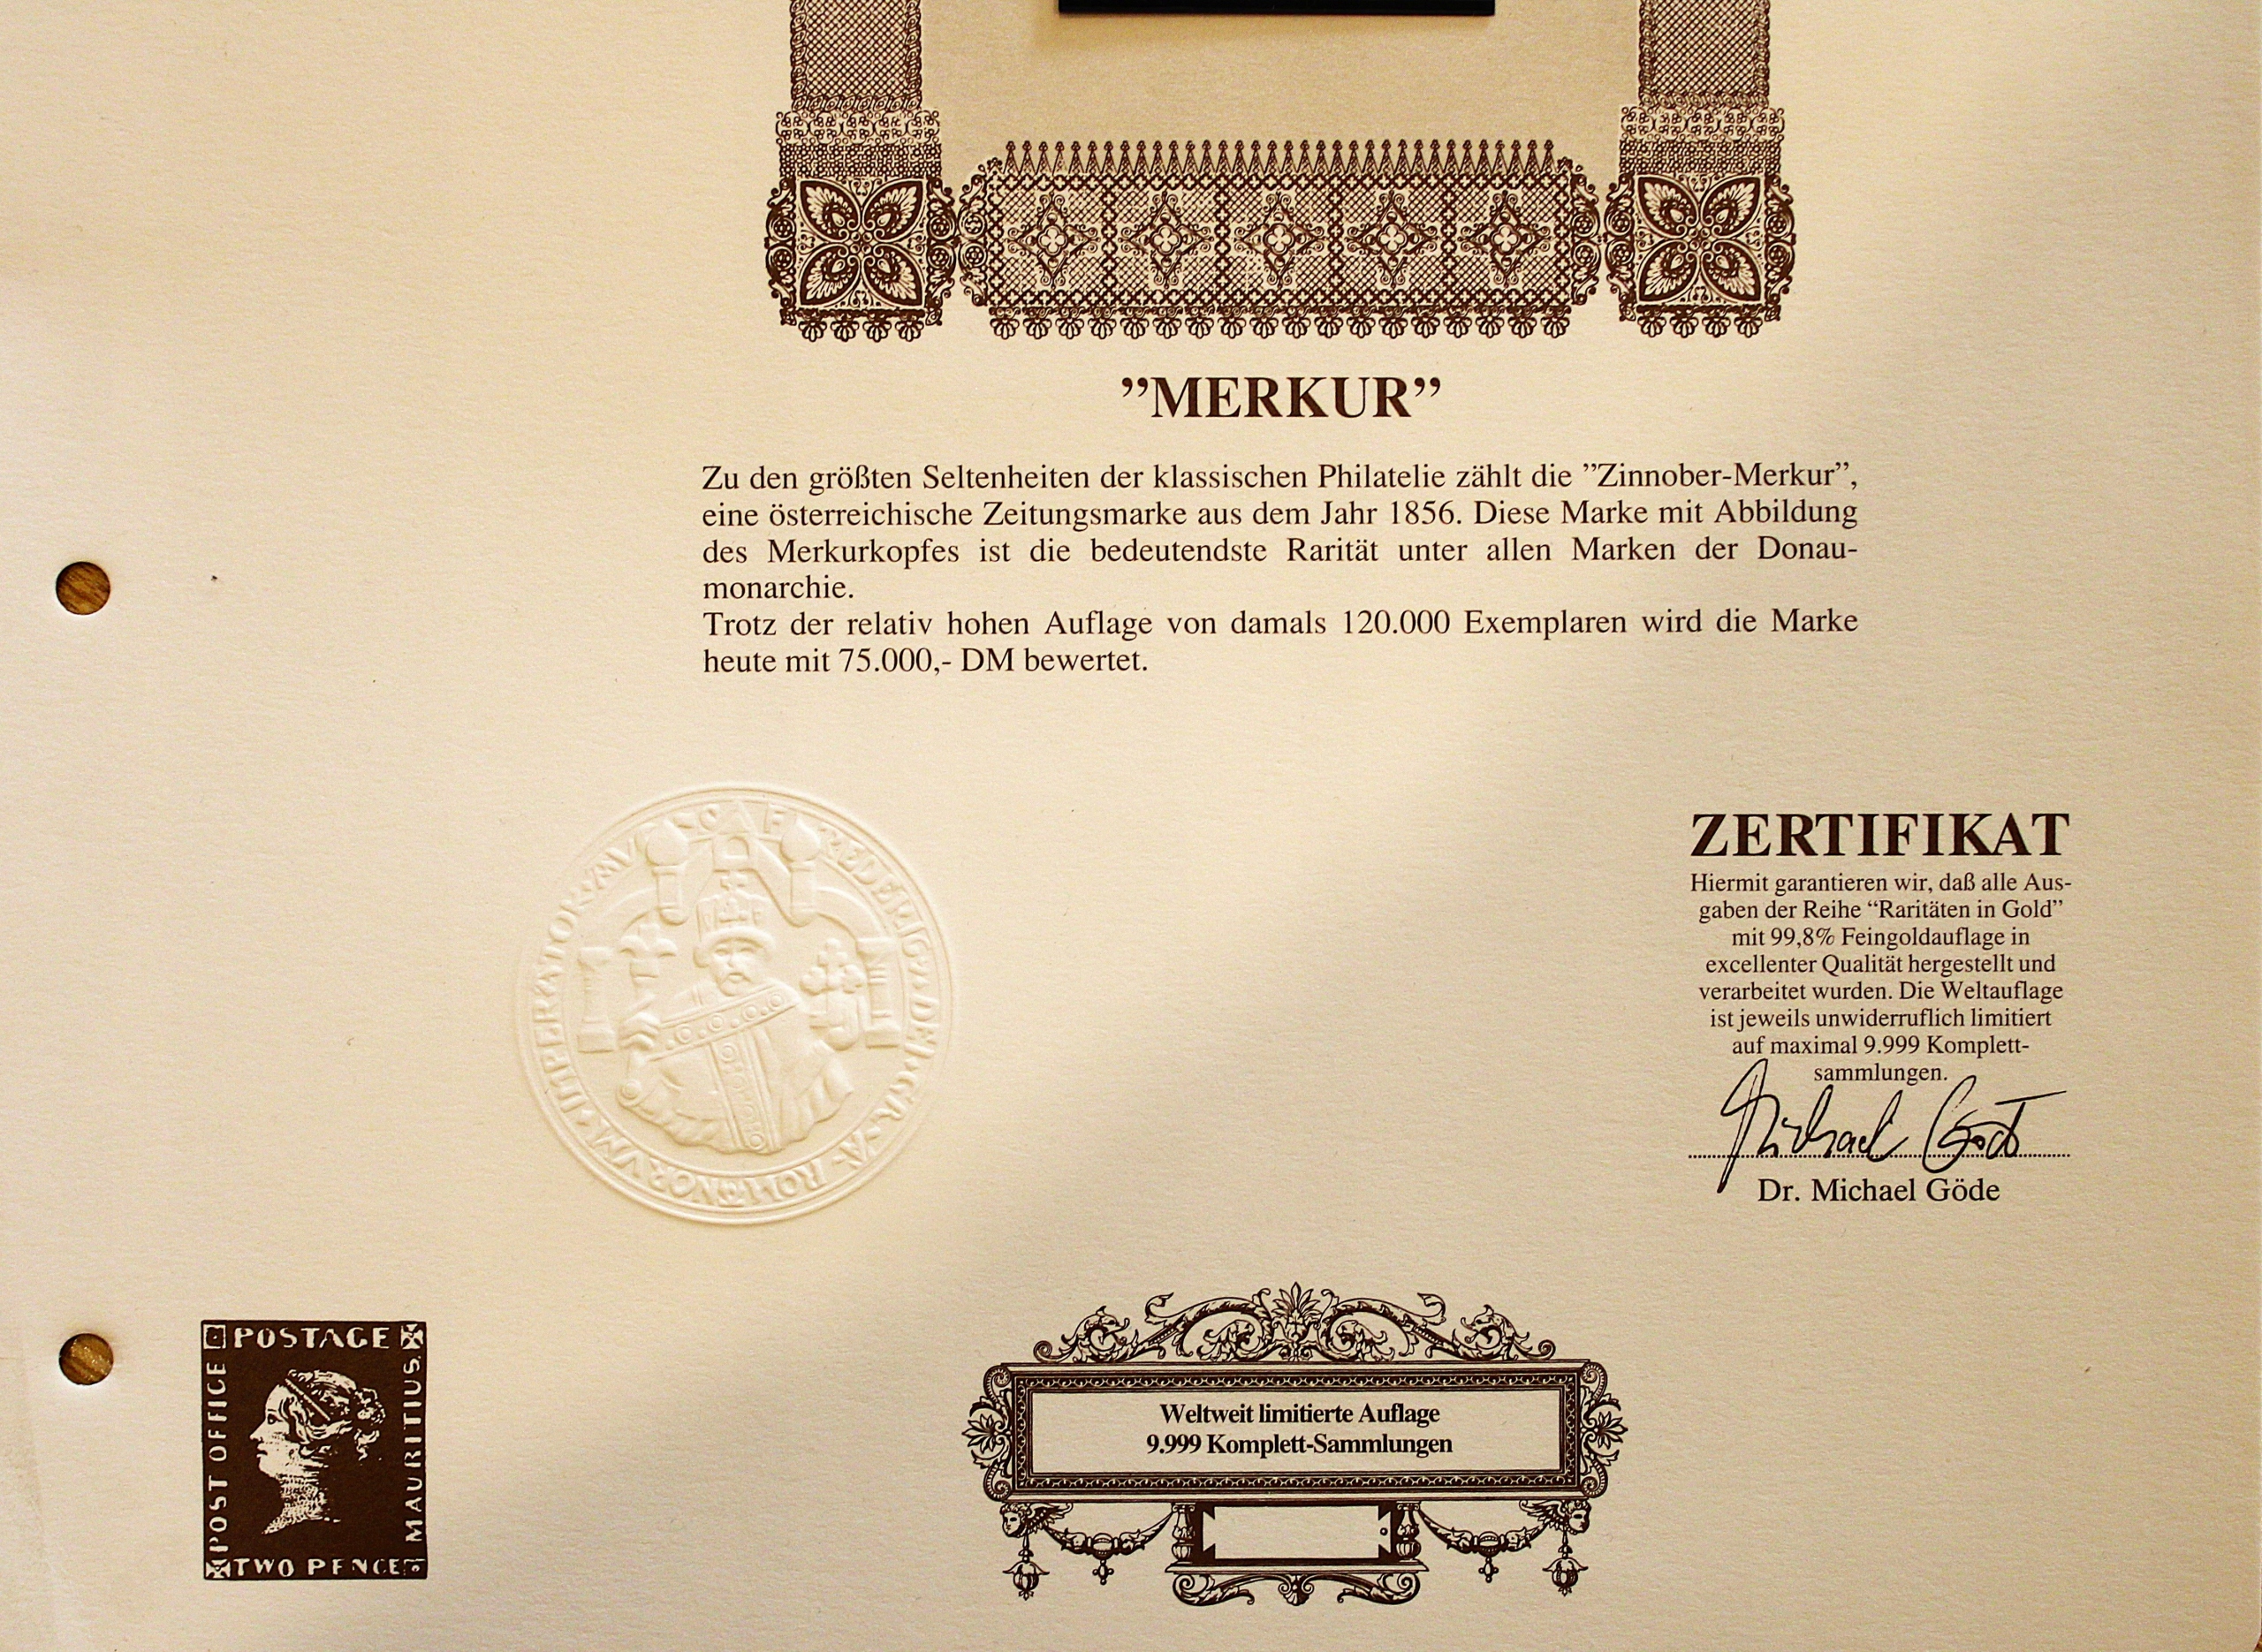 ”MERKUR”
Zu den größten Seltenheiten der klassischen Philatelie zählt die ”Zinnober-Merkur”,
eine österreichische Zeitungsmarke aus dem Jahr 1856. Diese Marke mit Abbildung
des Merkurkopfes ist die bedeutendste Rarität unter allen Marken der Donau-
monarchie.
Trotz der relativ hohen Auflage von damals 120.000 Exemplaren wird die Marke
heute mit 75.000,- DM bewertet.
ZERTIFIKAT
Hiermit garantieren wir, daß alle Aus-
gaben der Reihe “Raritäten in Gold”
mit 99,8% Feingoldauflage in
excellenter Qualität hergestellt und
verarbeitet wurden. Die Weltauflage
ist jeweils unwiderruflich limitiert
auf maximal 9.999 Komplett-
sammlungen.
Michael Göde
Dr. Michael Göde
POSTAGE
POST OFFICE
MAURITIUS.
TWO PENCE
Weltweit limitierte Auflage
9.999 Komplett-Sammlungen